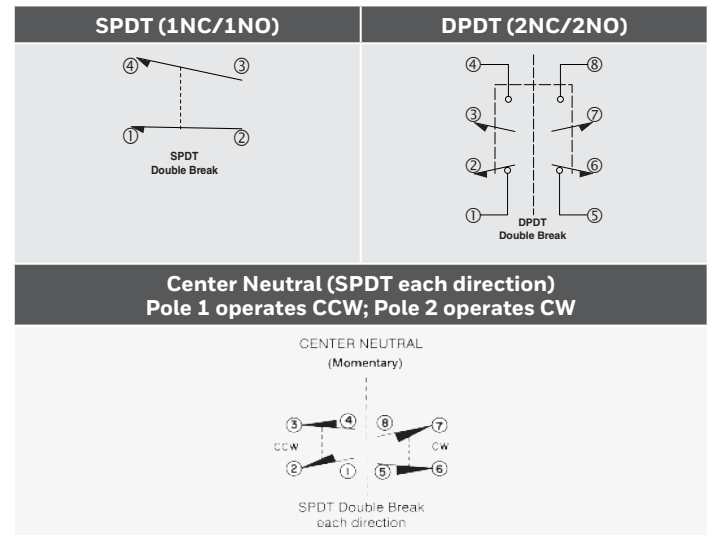 SPDT (1NC/1NO)
DPDT (2NC/2NO)
④ ③
① ②
SPDT
Double Break
④ ⑧
③ ⑦
② ⑥
① ⑤
DPDT
Double Break
Center Neutral (SPDT each direction)
Pole 1 operates CCW; Pole 2 operates CW
CENTER NEUTRAL
(Momentary)
③ ④ ⑧ ⑦
CCW CW
② ① ⑤ ⑥
SPDT Double Break
each direction